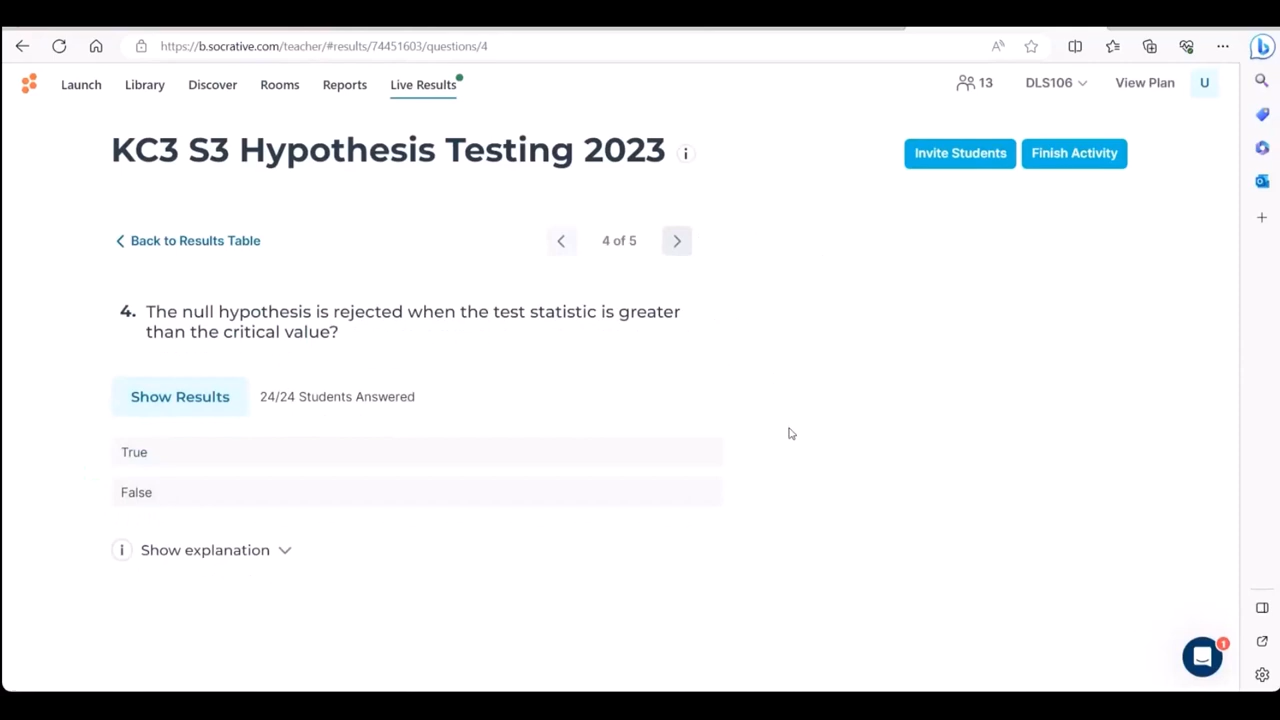 https://b.socrative.com/teacher/#results/74451603/questions/4
Launch Library Discover Rooms Reports Live Results 13 DLS106 View Plan U
KC3 S3 Hypothesis Testing 2023
Invite Students Finish Activity
Back to Results Table 4 of 5
4. The null hypothesis is rejected when the test statistic is greater
than the critical value?
Show Results 24/24 Students Answered
True
False
Show explanation
1